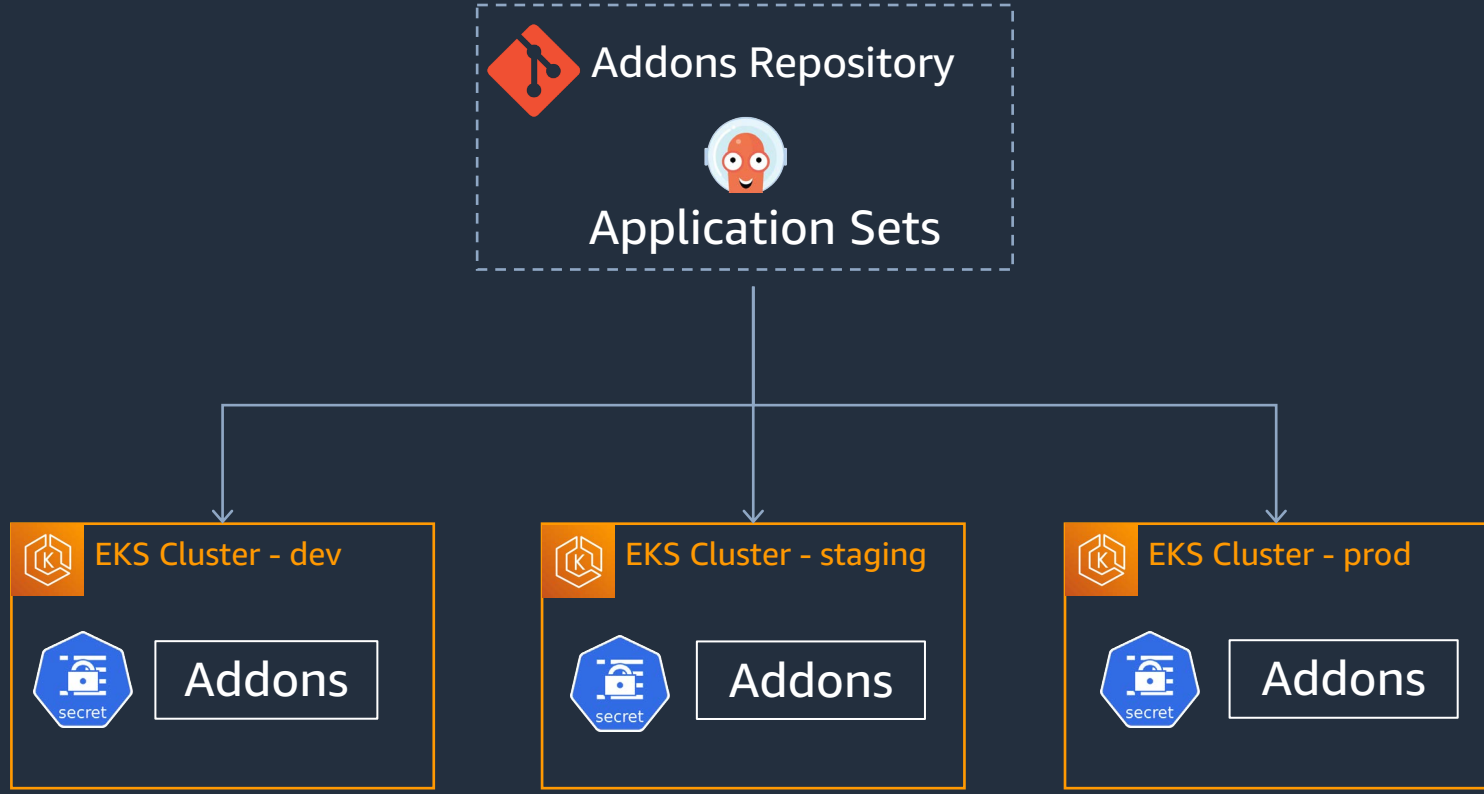 Addons Repository
Application Sets
EKS Cluster - dev
secret
Addons
EKS Cluster - staging
secret
Addons
EKS Cluster - prod
secret
Addons